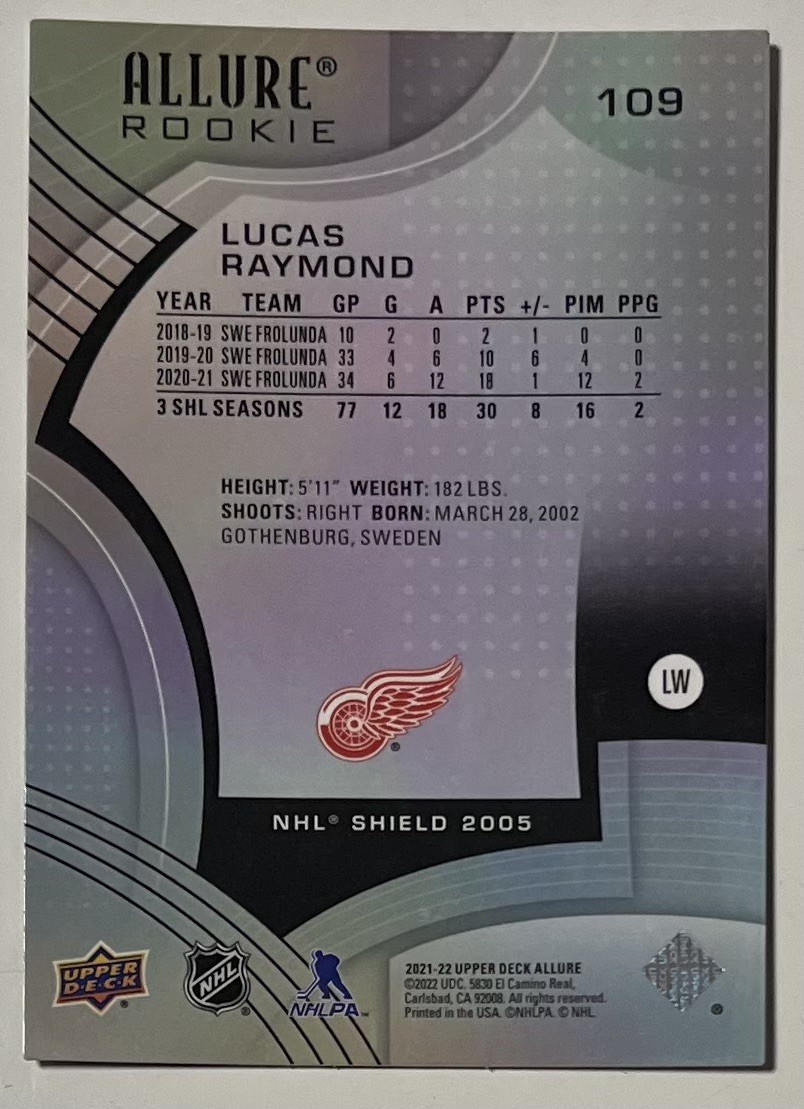 ALLURE®
ROOKIE
109
LUCAS
RAYMOND
YEAR TEAM GP G A PTS +/- PIM PPG
2018-19 SWE FROLUNDA 10 2 0 2 1 0 0
2019-20 SWE FROLUNDA 33 4 6 10 6 4 0
2020-21 SWE FROLUNDA 34 6 12 18 1 12 2
3 SHL SEASONS 77 12 18 30 8 16 2
HEIGHT: 5'11" WEIGHT: 182 LBS.
SHOOTS: RIGHT BORN: MARCH 28, 2002
GOTHENBURG, SWEDEN
®
LW
NHL® SHIELD 2005
UPPER
D·E·C·K
®
NHL
®
NHLPA™
2021-22 UPPER DECK ALLURE
©2022 UDC. 5830 El Camino Real,
Carlsbad, CA 92008. All rights reserved.
Printed in the USA. ©NHLPA. © NHL.
®